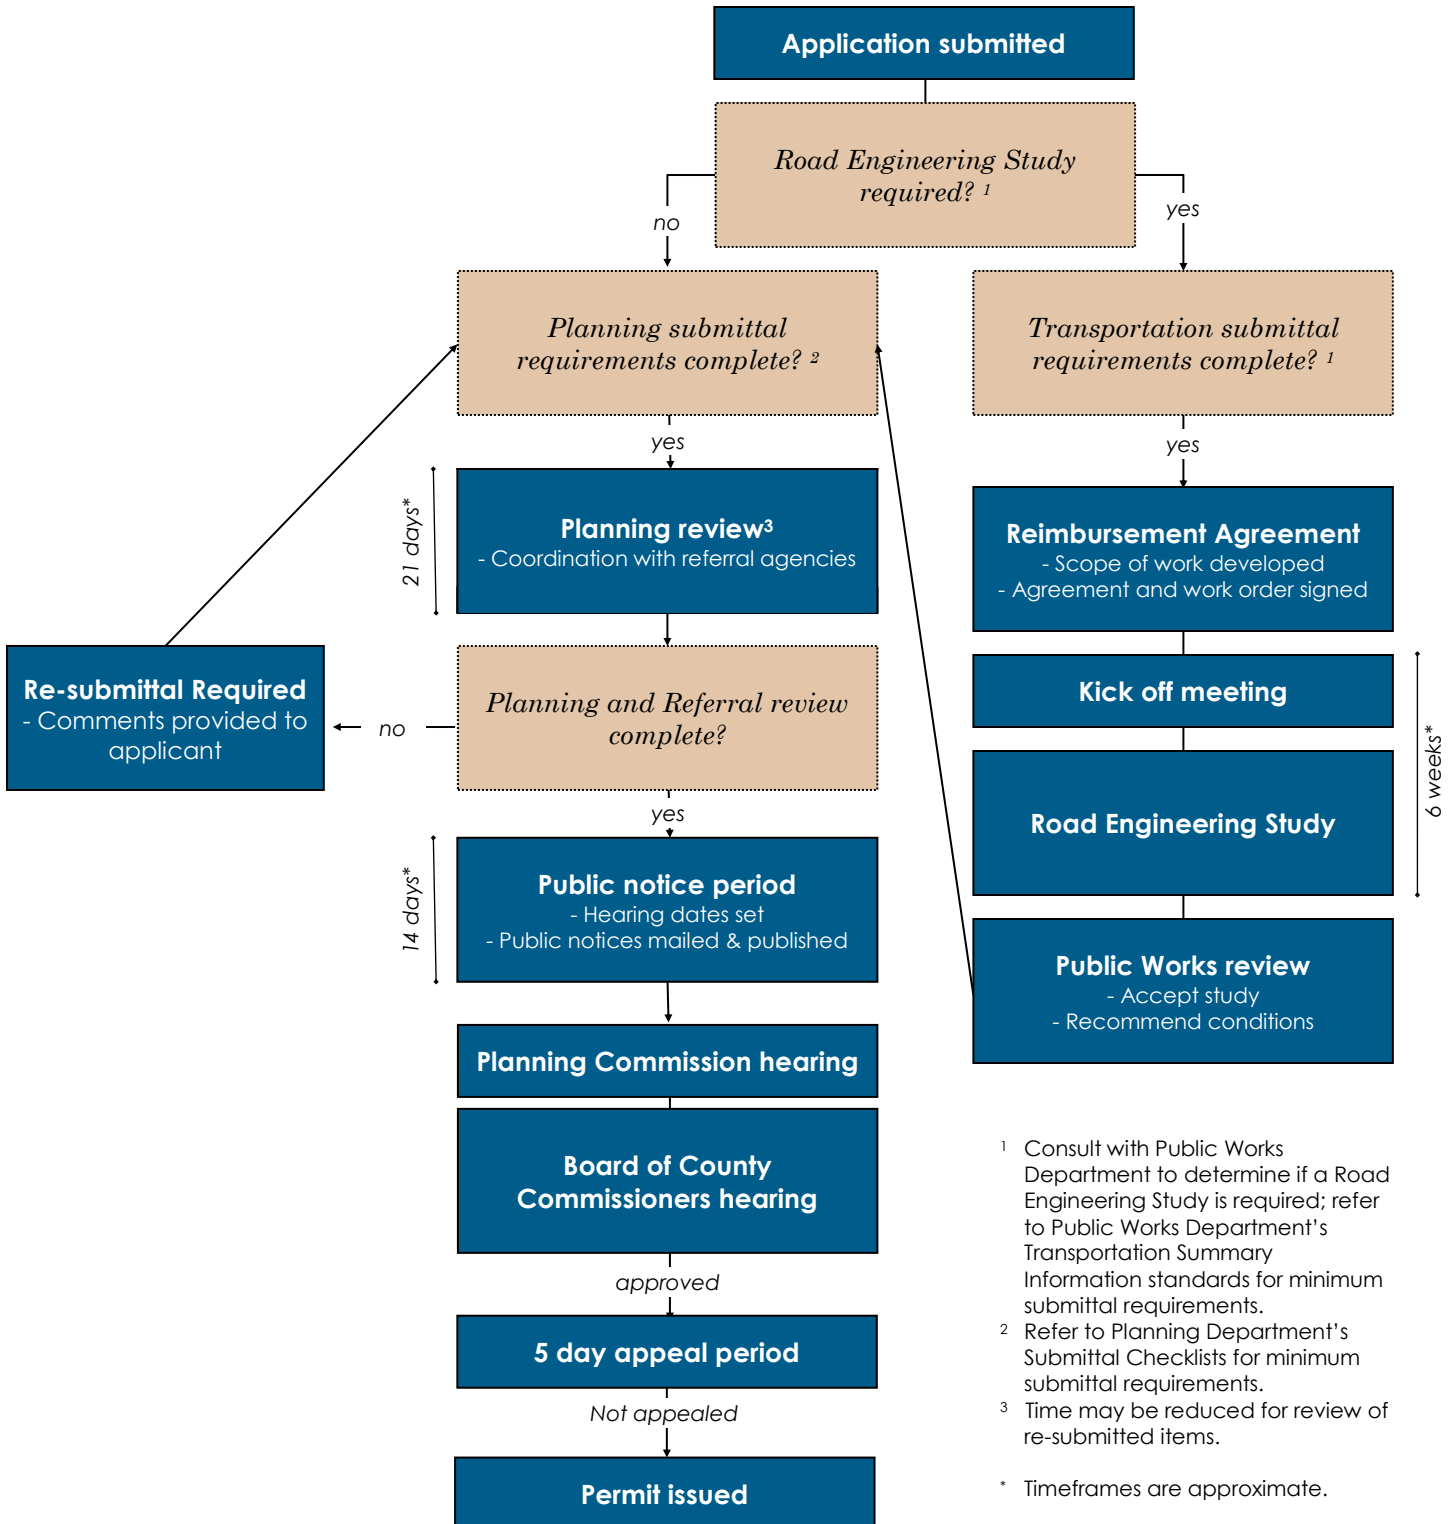 Application submitted
Road Engineering Study
required? ¹
no
yes
Planning submittal
requirements complete? ²
Transportation submittal
requirements complete? ¹
yes
yes
21 days*
Planning review³
- Coordination with referral agencies
Reimbursement Agreement
- Scope of work developed
- Agreement and work order signed
Re-submittal Required
- Comments provided to
applicant
no
Planning and Referral review
complete?
Kick off meeting
6 weeks*
Road Engineering Study
yes
14 days*
Public notice period
- Hearing dates set
- Public notices mailed & published
Public Works review
- Accept study
- Recommend conditions
Planning Commission hearing
Board of County
Commissioners hearing
approved
5 day appeal period
Not appealed
Permit issued
¹ Consult with Public Works
Department to determine if a Road
Engineering Study is required; refer
to Public Works Department’s
Transportation Summary
Information standards for minimum
submittal requirements.
² Refer to Planning Department’s
Submittal Checklists for minimum
submittal requirements.
³ Time may be reduced for review of
re-submitted items.
* Timeframes are approximate.